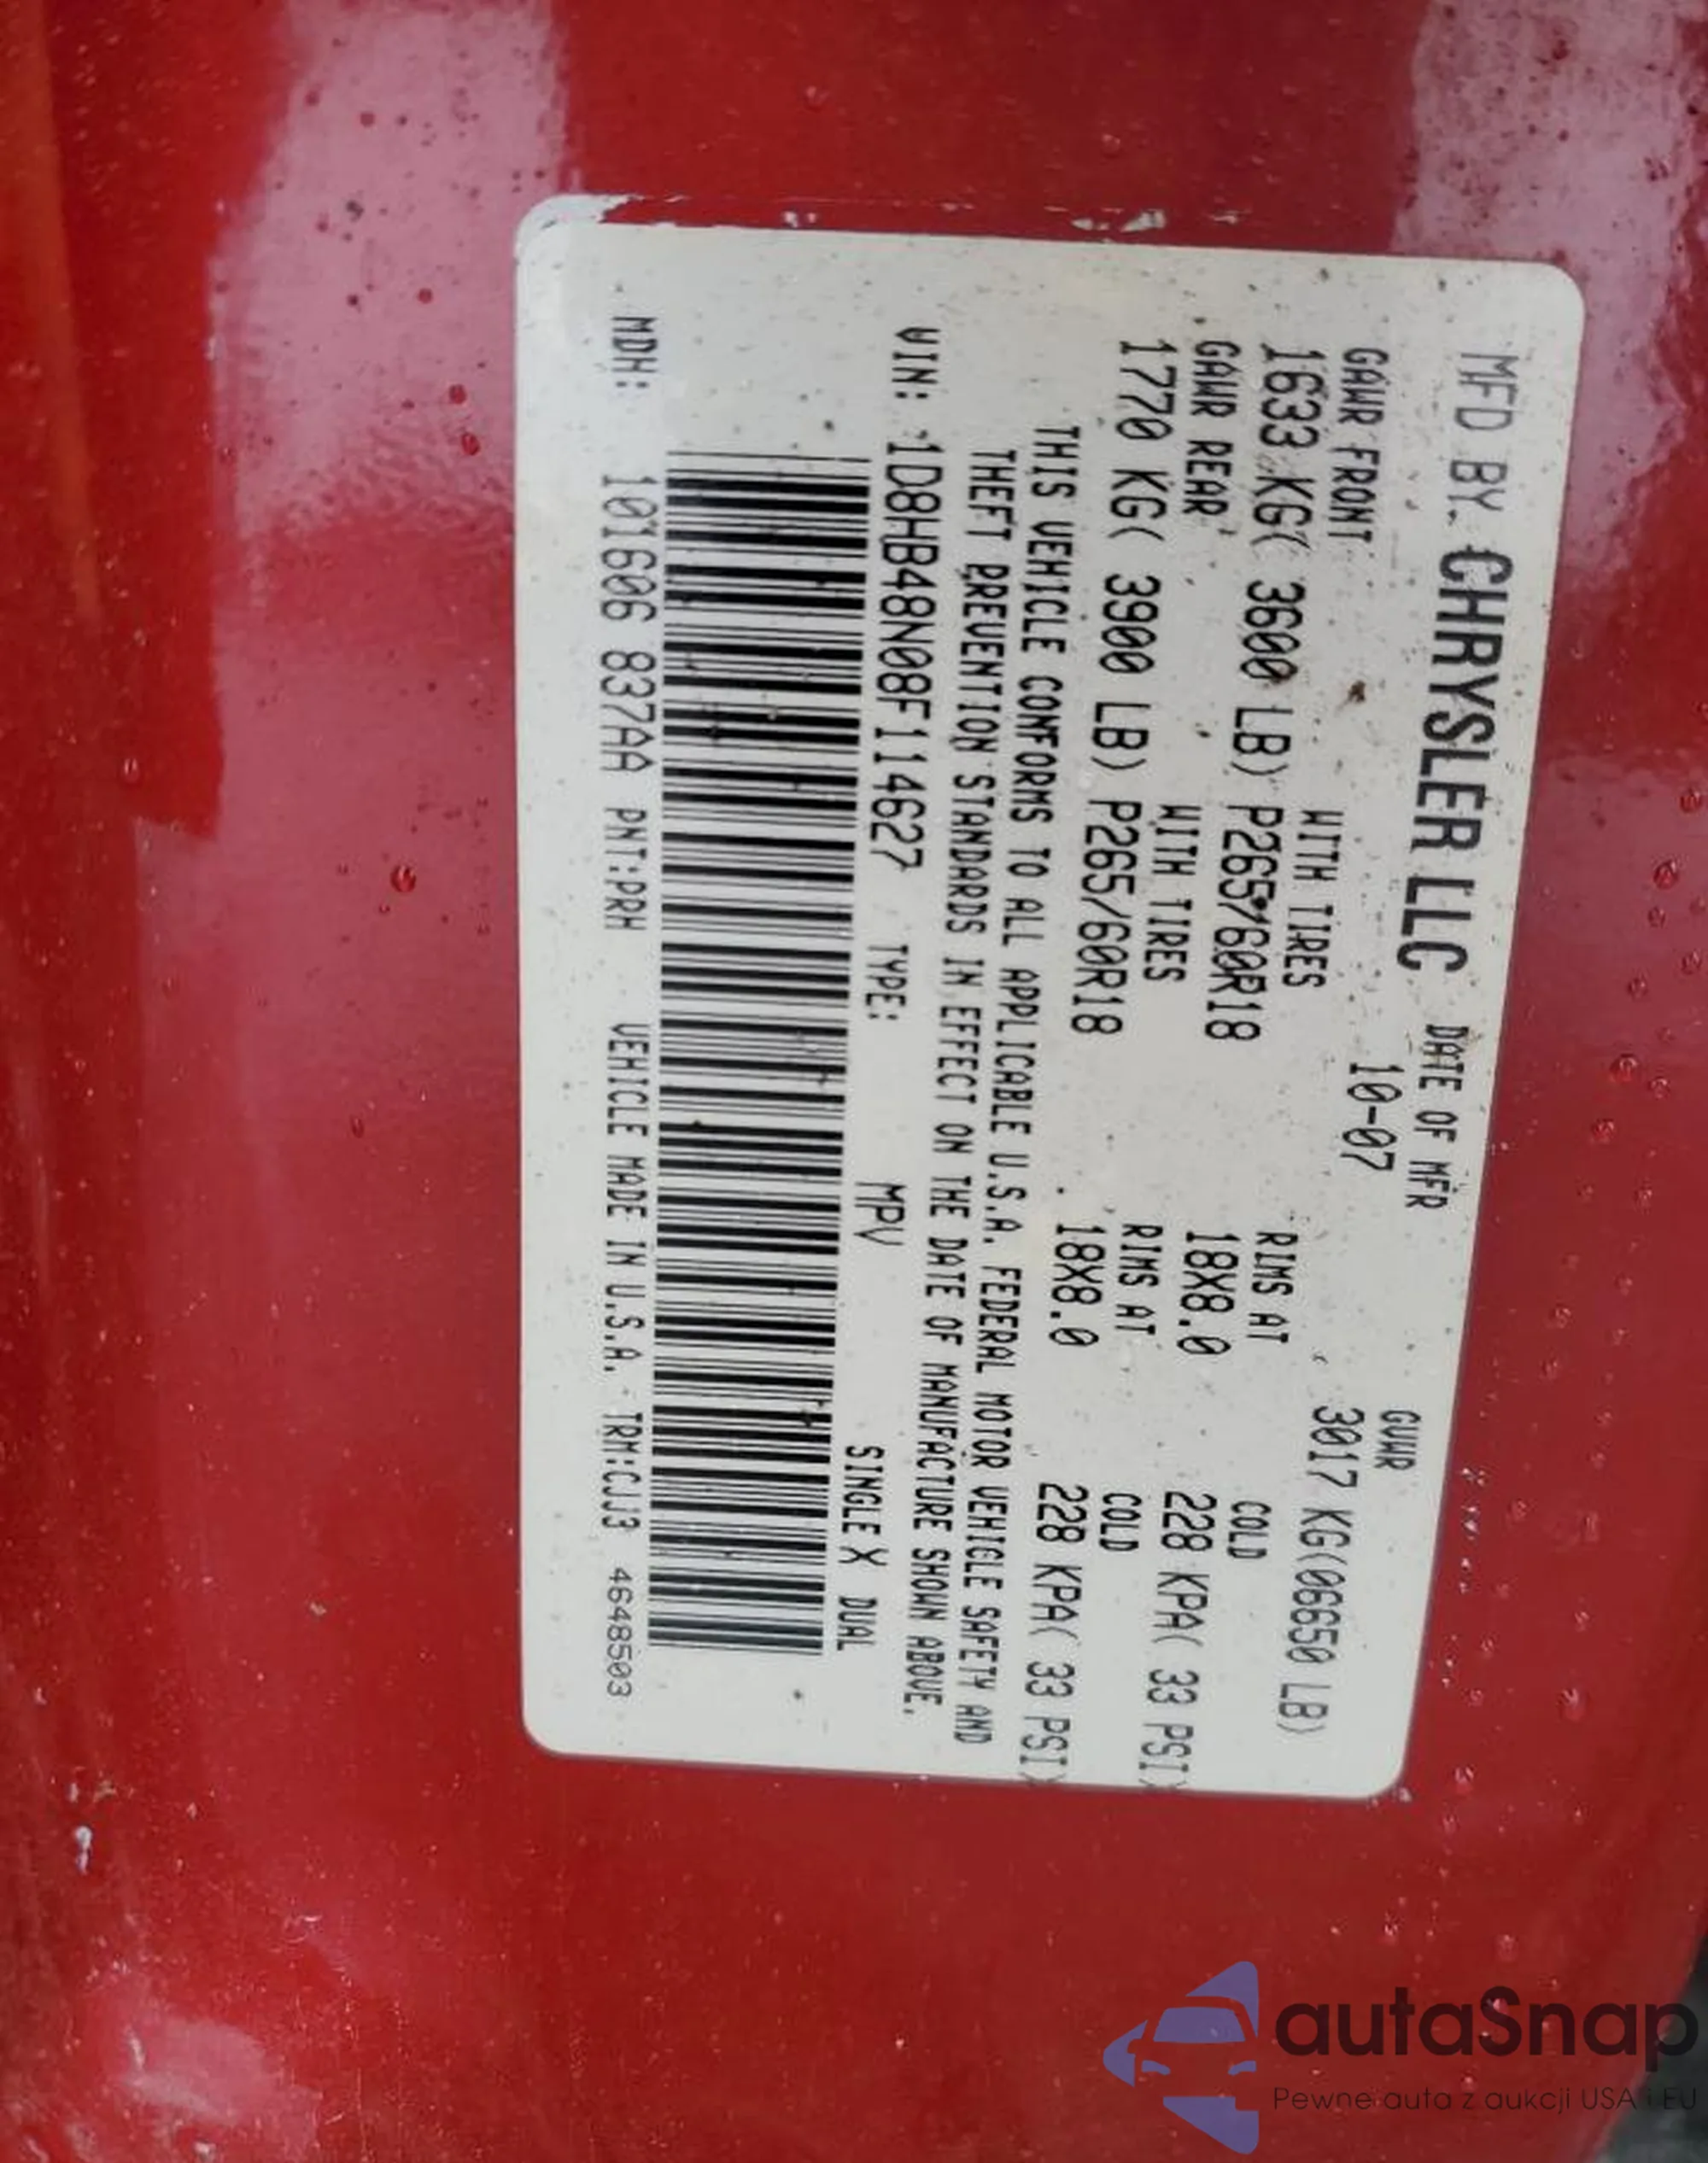 MFD BY. CHRYSLER LLC DATE OF MFR GVWR
10-07 3017 KG(06650 LB)
GAWR FRONT WITH TIRES RIMS AT COLD
1633 KG( 3600 LB) P265/60R18 18X8.0 228 KPA( 33 PSI)
GAWR REAR WITH TIRES RIMS AT COLD
1770 KG( 3900 LB) P265/60R18 18X8.0 228 KPA( 33 PSI)
THIS VEHICLE CONFORMS TO ALL APPLICABLE U.S.A. FEDERAL MOTOR VEHICLE SAFETY AND
THEFT PREVENTION STANDARDS IN EFFECT ON THE DATE OF MANUFACTURE SHOWN ABOVE.
VIN: 1D8HB48N08F114627 TYPE: MPV SINGLE X DUAL
MDH: 101606 837AA PNT:PRH VEHICLE MADE IN U.S.A. TRM:CJJ3 4648503
autaSnap
Pewne auta z aukcji USA i EU